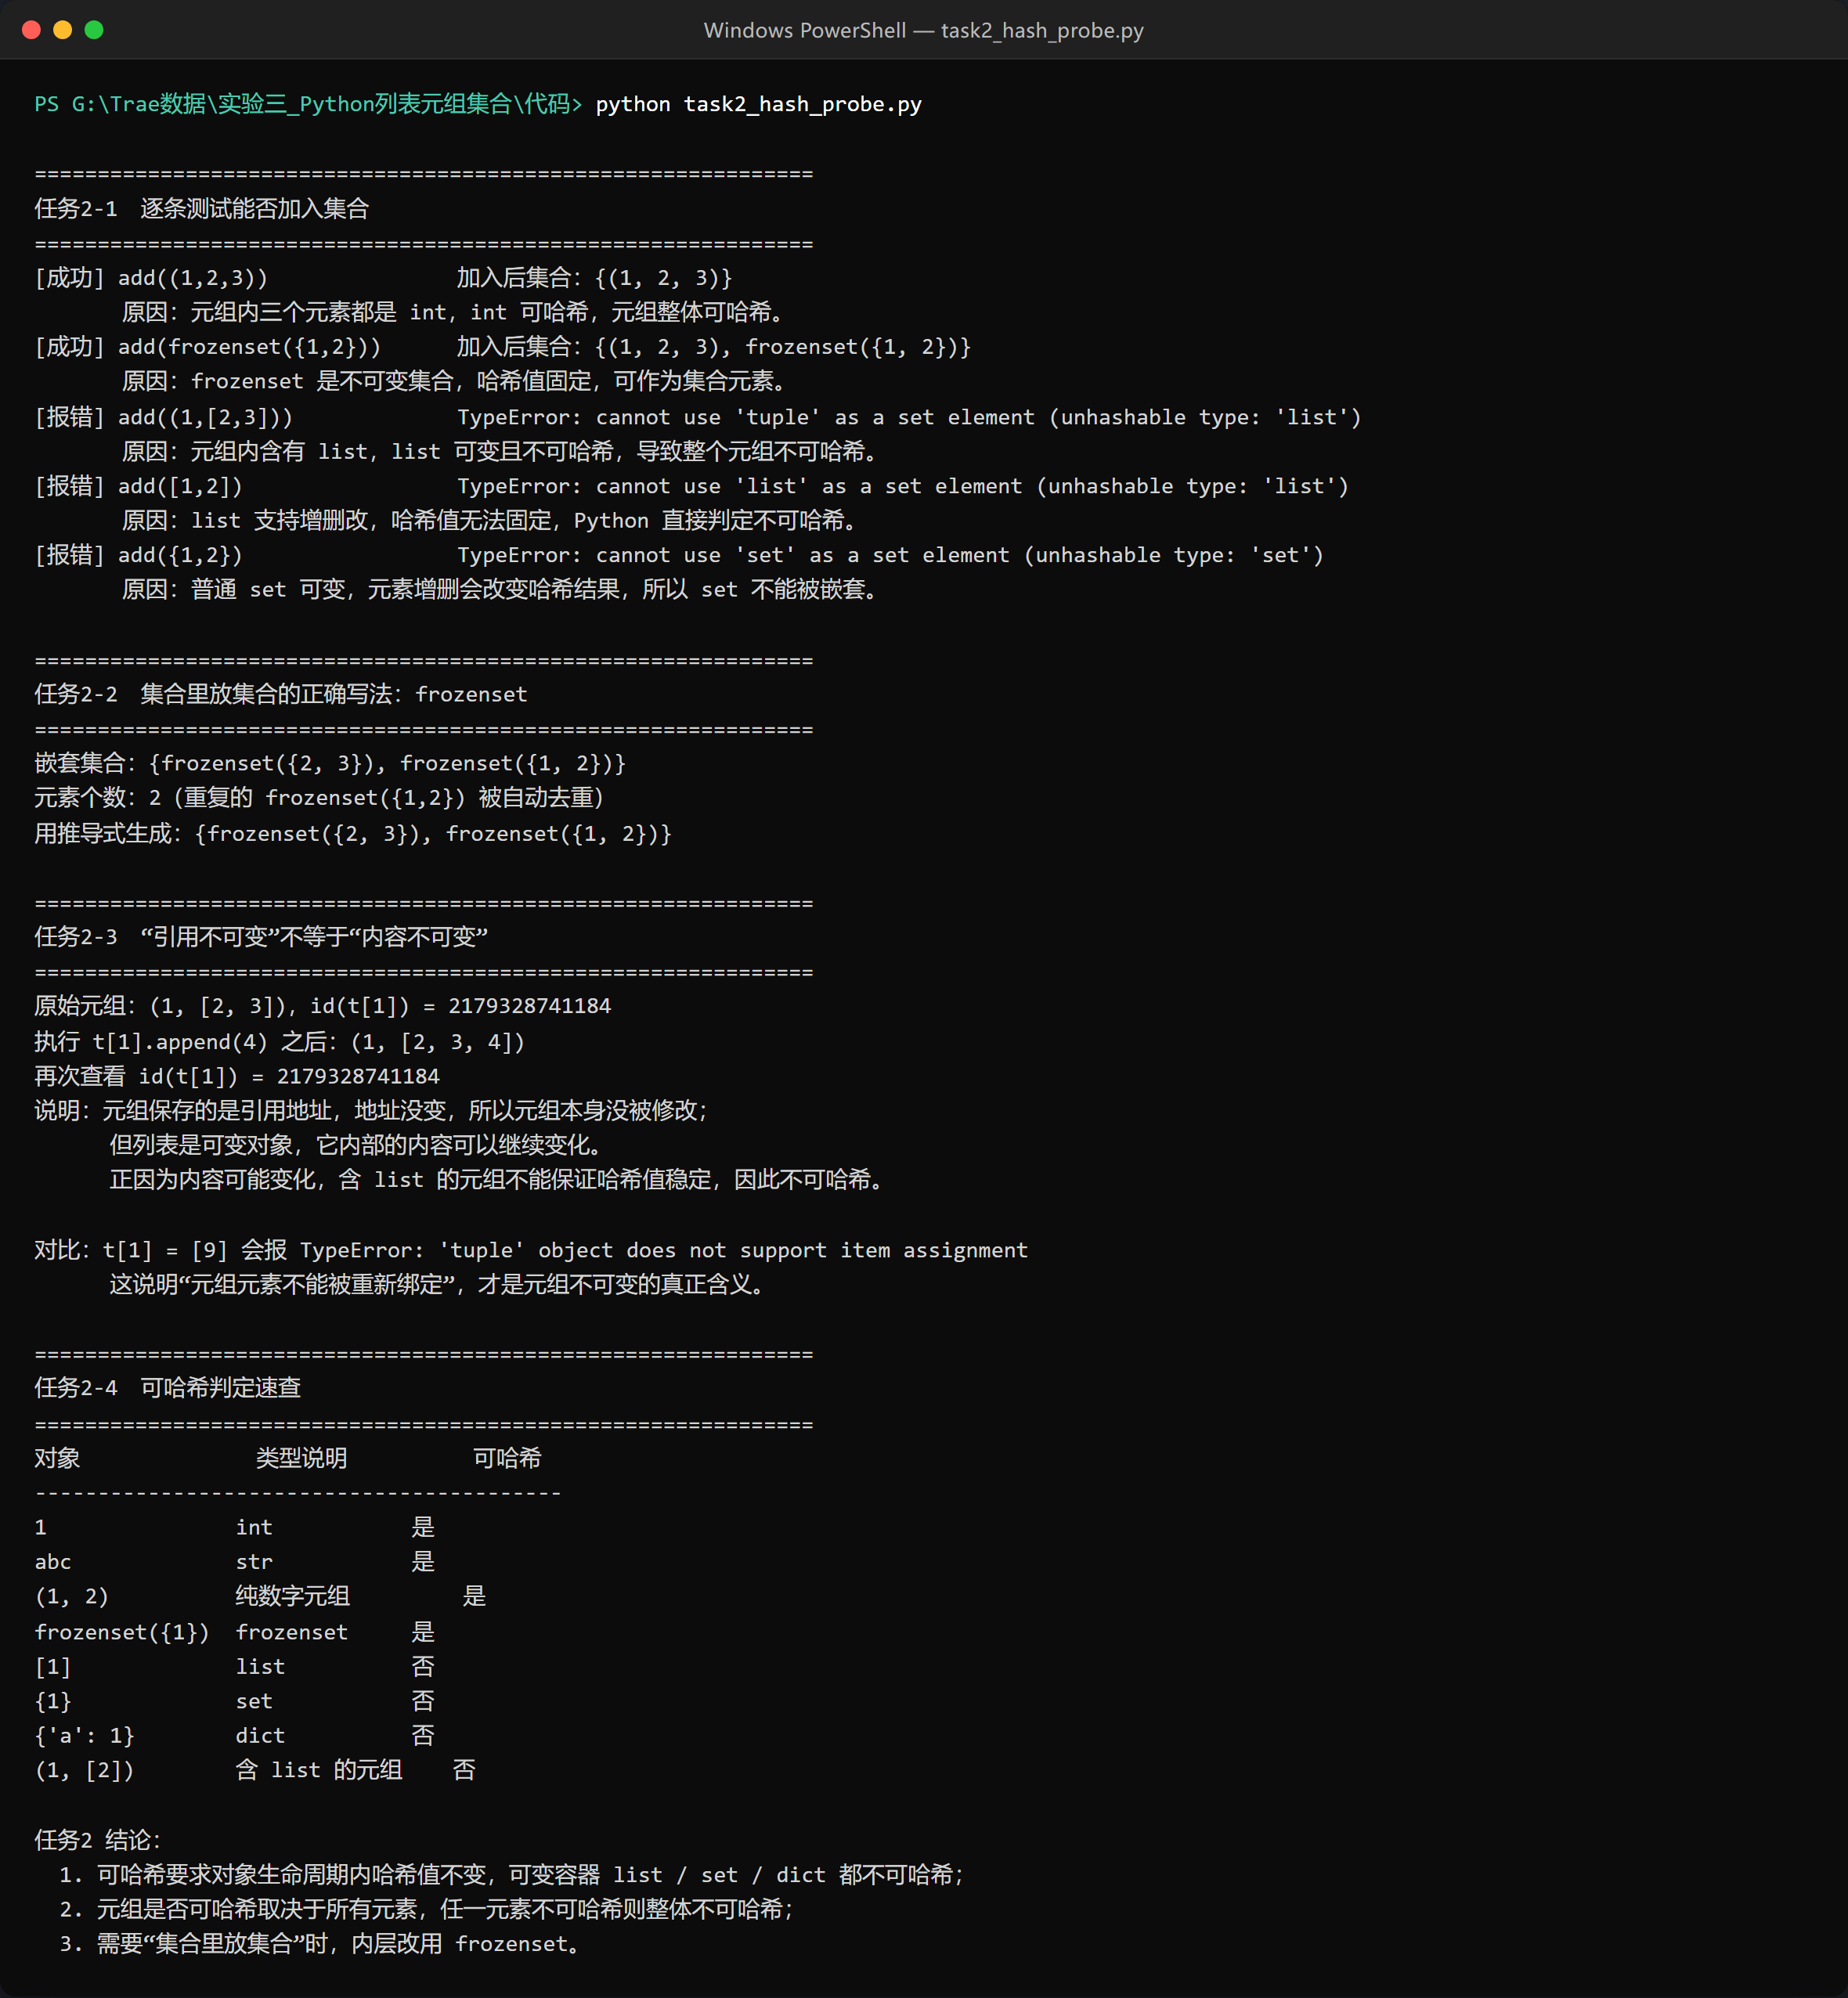 Windows PowerShell — task2_hash_probe.py
PS G:\Trae数据\实验三_Python列表元组集合\代码> python task2_hash_probe.py
==============================================================
任务2-1  逐条测试能否加入集合
==============================================================
[成功] add((1,2,3))               加入后集合：{(1, 2, 3)}
       原因：元组内三个元素都是 int，int 可哈希，元组整体可哈希。
[成功] add(frozenset({1,2}))      加入后集合：{(1, 2, 3), frozenset({1, 2})}
       原因：frozenset 是不可变集合，哈希值固定，可作为集合元素。
[报错] add((1,[2,3]))             TypeError: cannot use 'tuple' as a set element (unhashable type: 'list')
       原因：元组内含有 list，list 可变且不可哈希，导致整个元组不可哈希。
[报错] add([1,2])                 TypeError: cannot use 'list' as a set element (unhashable type: 'list')
       原因：list 支持增删改，哈希值无法固定，Python 直接判定不可哈希。
[报错] add({1,2})                 TypeError: cannot use 'set' as a set element (unhashable type: 'set')
       原因：普通 set 可变，元素增删会改变哈希结果，所以 set 不能被嵌套。
==============================================================
任务2-2  集合里放集合的正确写法：frozenset
==============================================================
嵌套集合：{frozenset({2, 3}), frozenset({1, 2})}
元素个数：2（重复的 frozenset({1,2}) 被自动去重）
用推导式生成：{frozenset({2, 3}), frozenset({1, 2})}
==============================================================
任务2-3  “引用不可变”不等于“内容不可变”
==============================================================
原始元组：(1, [2, 3])，id(t[1]) = 2179328741184
执行 t[1].append(4) 之后：(1, [2, 3, 4])
再次查看 id(t[1]) = 2179328741184
说明：元组保存的是引用地址，地址没变，所以元组本身没被修改；
      但列表是可变对象，它内部的内容可以继续变化。
      正因为内容可能变化，含 list 的元组不能保证哈希值稳定，因此不可哈希。
对比：t[1] = [9] 会报 TypeError: 'tuple' object does not support item assignment
      这说明“元组元素不能被重新绑定”，才是元组不可变的真正含义。
==============================================================
任务2-4  可哈希判定速查
==============================================================
对象              类型说明          可哈希
------------------------------------------
1               int           是
abc             str           是
(1, 2)          纯数字元组         是
frozenset({1})  frozenset     是
[1]             list          否
{1}             set           否
{'a': 1}        dict          否
(1, [2])        含 list 的元组    否
任务2 结论：
  1. 可哈希要求对象生命周期内哈希值不变，可变容器 list / set / dict 都不可哈希；
  2. 元组是否可哈希取决于所有元素，任一元素不可哈希则整体不可哈希；
  3. 需要“集合里放集合”时，内层改用 frozenset。